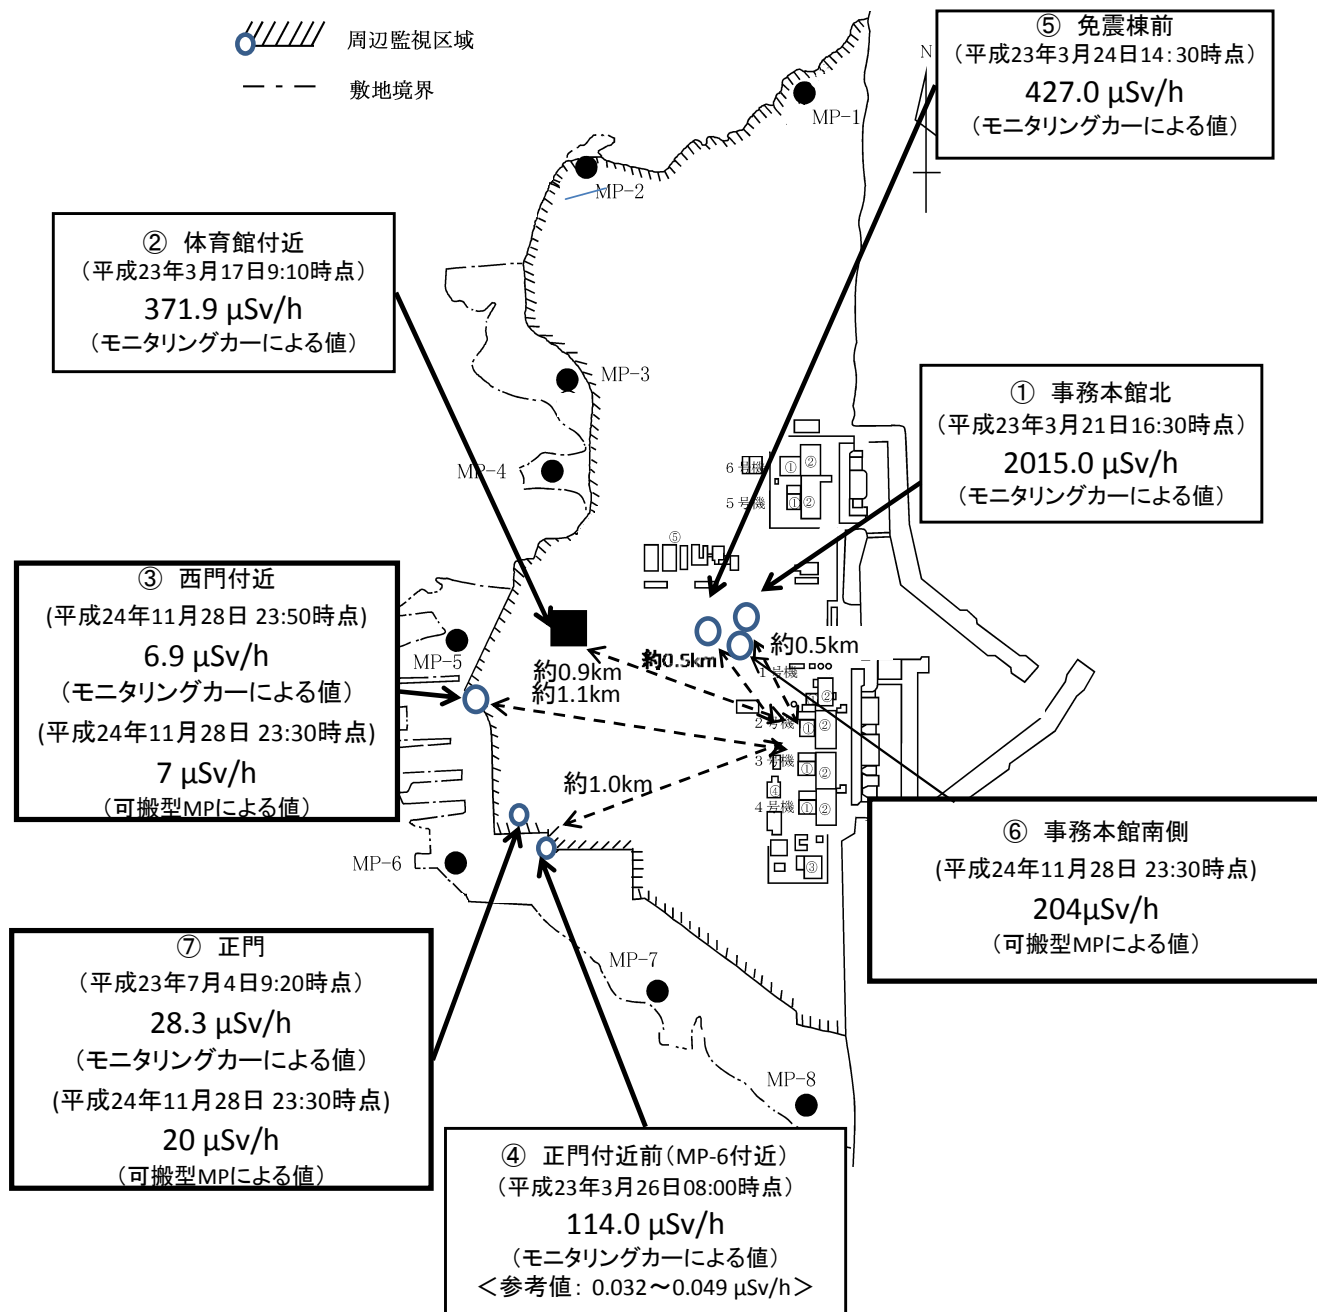 周辺監視区域
敷地境界
⑤ 免震棟前
(平成23年3月24日14:30時点)
427.0 μSv/h
(モニタリングカーによる値)
N
MP-1
MP-2
② 体育館付近
(平成23年3月17日9:10時点)
371.9 μSv/h
(モニタリングカーによる値)
MP-3
① 事務本館北
(平成23年3月21日16:30時点)
2015.0 μSv/h
(モニタリングカーによる値)
MP-4
6号機
① ②
5号機
① ②
⑤
③ 西門付近
(平成24年11月28日 23:50時点)
6.9 μSv/h
(モニタリングカーによる値)
(平成24年11月28日 23:30時点)
7 μSv/h
(可搬型MPによる値)
MP-5
約0.9km
約1.1km
約0.5km
約0.5km
1号機
②
2号機
① ②
3号機
① ②
約1.0km
④
4号機
① ②
③
MP-6
⑥ 事務本館南側
(平成24年11月28日 23:30時点)
204μSv/h
(可搬型MPによる値)
⑦ 正門
(平成23年7月4日9:20時点)
28.3 μSv/h
(モニタリングカーによる値)
(平成24年11月28日 23:30時点)
20 μSv/h
(可搬型MPによる値)
MP-7
MP-8
④ 正門付近前(MP-6付近)
(平成23年3月26日08:00時点)
114.0 μSv/h
(モニタリングカーによる値)
<参考値: 0.032～0.049 μSv/h>